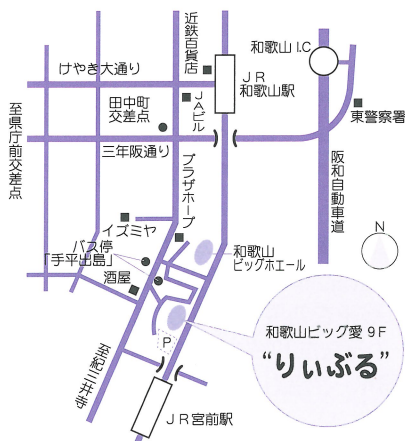 近鉄百貨店
和歌山 I.C
けやき大通り
JR
和歌山駅
JAビル
田中町
交差点
東警察署
至県庁前交差点
三年阪通り
プラザホープ
阪和自動車道
イズミヤ
N
バス停
「手平出島」
和歌山
ビッグホエール
酒屋
P
和歌山ビッグ愛 9F
“りぃぶる”
至紀三井寺
JR宮前駅